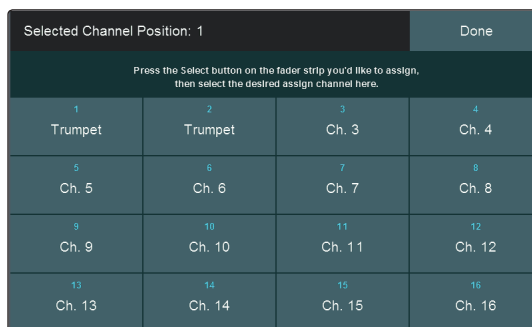 Selected Channel Position: 1 Done
Press the Select button on the fader strip you'd like to assign,
then select the desired assign channel here.
1 2 3 4
Trumpet Trumpet Ch. 3 Ch. 4
5 6 7 8
Ch. 5 Ch. 6 Ch. 7 Ch. 8
9 10 11 12
Ch. 9 Ch. 10 Ch. 11 Ch. 12
13 14 15 16
Ch. 13 Ch. 14 Ch. 15 Ch. 16